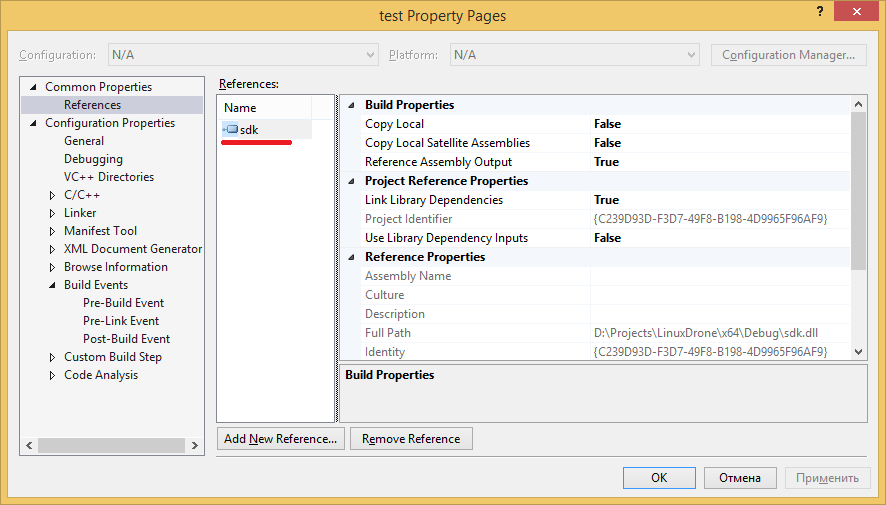 test Property Pages
? ×
Configuration: N/A Platform: N/A Configuration Manager...
Common Properties
References
Configuration Properties
General
Debugging
VC++ Directories
C/C++
Linker
Manifest Tool
XML Document Generator
Browse Information
Build Events
Pre-Build Event
Pre-Link Event
Post-Build Event
Custom Build Step
Code Analysis
References:
Name
sdk
Build Properties
Copy Local False
Copy Local Satellite Assemblies False
Reference Assembly Output True
Project Reference Properties
Link Library Dependencies True
Project Identifier {C239D93D-F3D7-49F8-B198-4D9965F96AF9}
Use Library Dependency Inputs False
Reference Properties
Assembly Name
Culture
Description
Full Path D:\Projects\LinuxDrone\x64\Debug\sdk.dll
Identity {C239D93D-F3D7-49F8-B198-4D9965F96AF9}
Build Properties
Add New Reference... Remove Reference
OK Отмена Применить